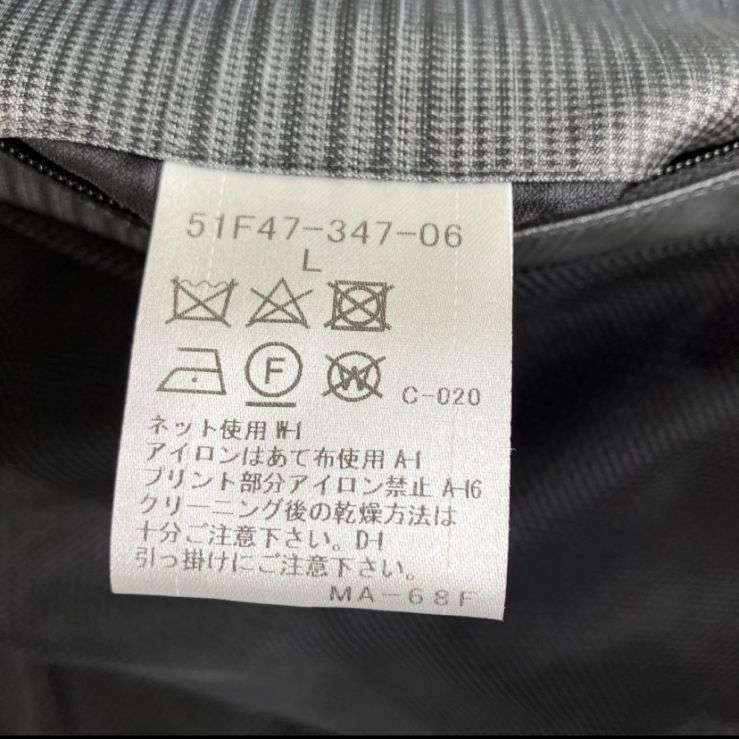 51F47-347-06
L
F
W
C-020
ネット使用 W-1
アイロンはあて布使用 A-1
プリント部分アイロン禁止 A-16
クリーニング後の乾燥方法は
十分ご注意下さい。D-1
引っ掛けにご注意下さい。
MA-68F